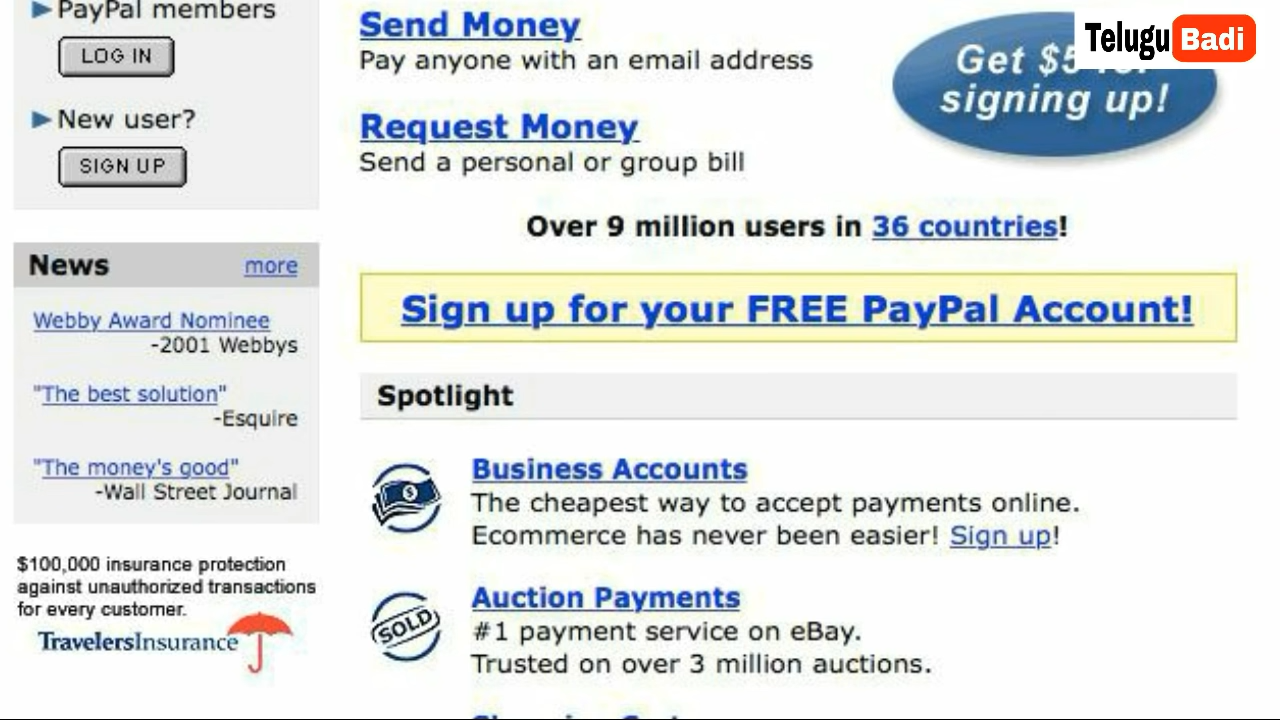 PayPal members
LOG IN
New user?
SIGN UP
News more
Webby Award Nominee
-2001 Webbys
"The best solution"
-Esquire
"The money's good"
-Wall Street Journal
$100,000 insurance protection
against unauthorized transactions
for every customer.
TravelersInsurance
Send Money
Pay anyone with an email address
Request Money
Send a personal or group bill
Telugu Badi
Get $5 for
signing up!
Over 9 million users in 36 countries!
Sign up for your FREE PayPal Account!
Spotlight
Business Accounts
The cheapest way to accept payments online.
Ecommerce has never been easier! Sign up!
SOLD
Auction Payments
#1 payment service on eBay.
Trusted on over 3 million auctions.